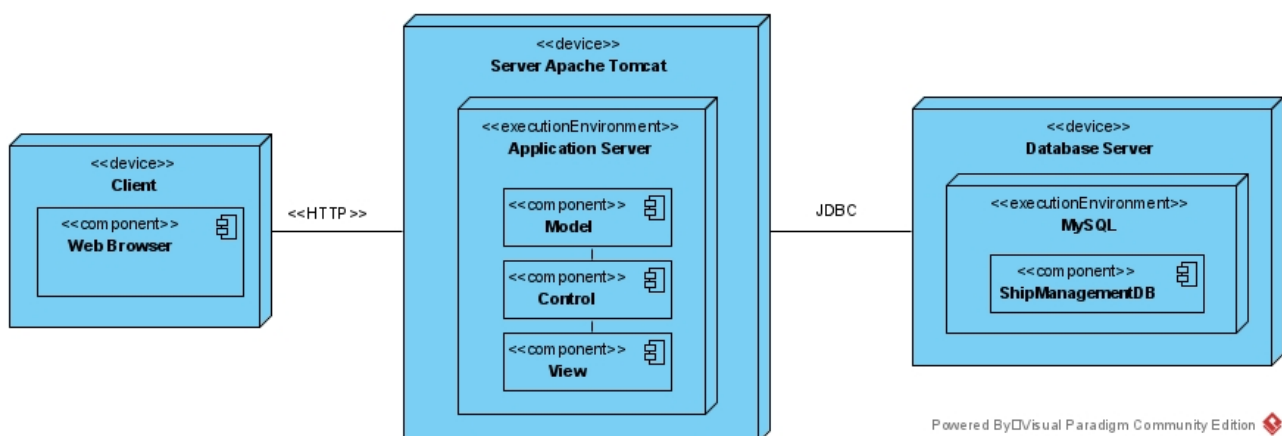 <<device>>
Client
<<component>>
Web Browser
<<HTTP>>
<<device>>
Server Apache Tomcat
<<executionEnvironment>>
Application Server
<<component>>
Model
<<component>>
Control
<<component>>
View
JDBC
<<device>>
Database Server
<<executionEnvironment>>
MySQL
<<component>>
ShipManagementDB
Powered By□Visual Paradigm Community Edition